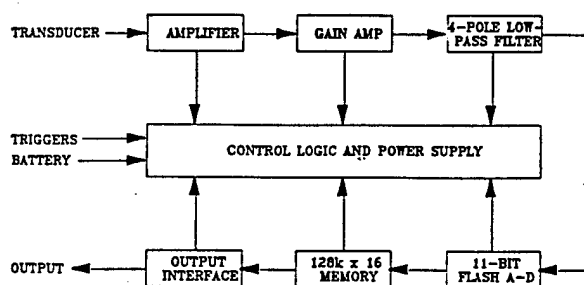 TRANSDUCER
AMPLIFIER
GAIN AMP
4-POLE LOW-
PASS FILTER
TRIGGERS
BATTERY
CONTROL LOGIC AND POWER SUPPLY
OUTPUT
OUTPUT
INTERFACE
128k x 16
MEMORY
11-BIT
FLASH A-D